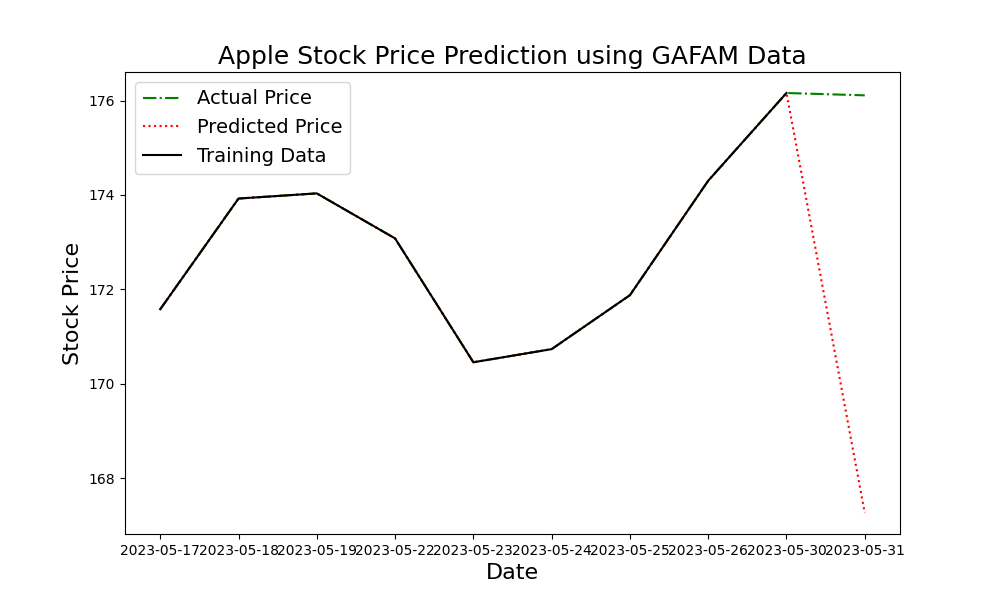 Apple Stock Price Prediction using GAFAM Data
Actual Price
Predicted Price
Training Data
176
174
172
170
168
Stock Price
2023-05-17 2023-05-18 2023-05-19 2023-05-22 2023-05-23 2023-05-24 2023-05-25 2023-05-26 2023-05-30 2023-05-31
Date